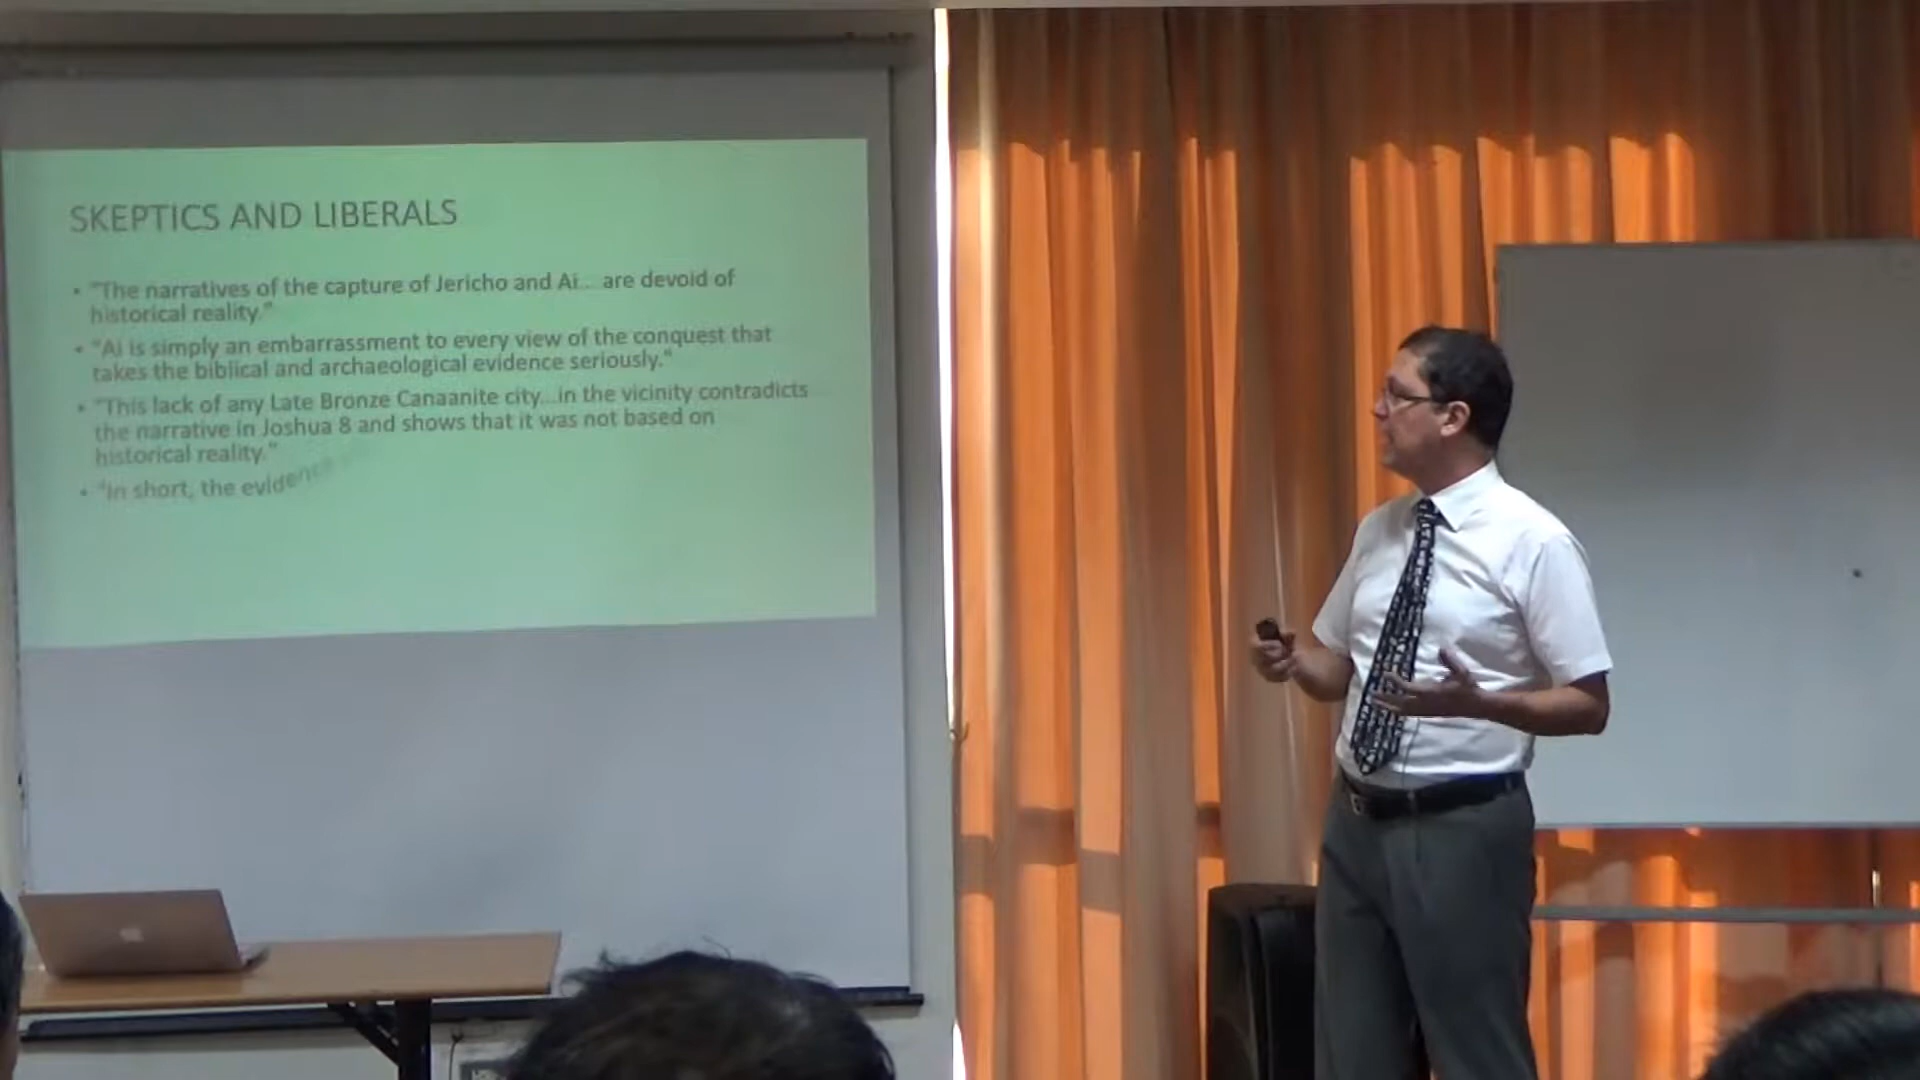 SKEPTICS AND LIBERALS
• "The narratives of the capture of Jericho and Ai... are devoid of
historical reality."
• "Ai is simply an embarrassment to every view of the conquest that
takes the biblical and archaeological evidence seriously."
• "This lack of any Late Bronze Canaanite city...in the vicinity contradicts
the narrative in Joshua 8 and shows that it was not based on
historical reality."
• "In short, the evidence